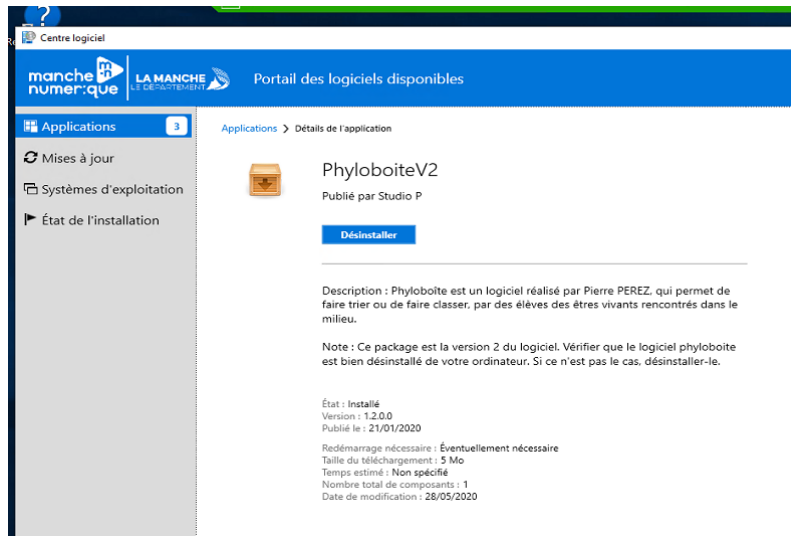 Centre logiciel
manche numer:que
LA MANCHE
LE DÉPARTEMENT
Portail des logiciels disponibles
Applications 3
Mises à jour
Systèmes d'exploitation
État de l'installation
Applications > Détails de l'application
PhyloboiteV2
Publié par Studio P
Désinstaller
Description : Phyloboîte est un logiciel réalisé par Pierre PEREZ, qui permet de
faire trier ou de faire classer, par des élèves des êtres vivants rencontrés dans le
milieu.
Note : Ce package est la version 2 du logiciel. Vérifier que le logiciel phyloboite
est bien désinstallé de votre ordinateur. Si ce n'est pas le cas, désinstaller-le.
État : Installé
Version : 1.2.0.0
Publié le : 21/01/2020
Redémarrage nécessaire : Éventuellement nécessaire
Taille du téléchargement : 5 Mo
Temps estimé : Non spécifié
Nombre total de composants : 1
Date de modification : 28/05/2020